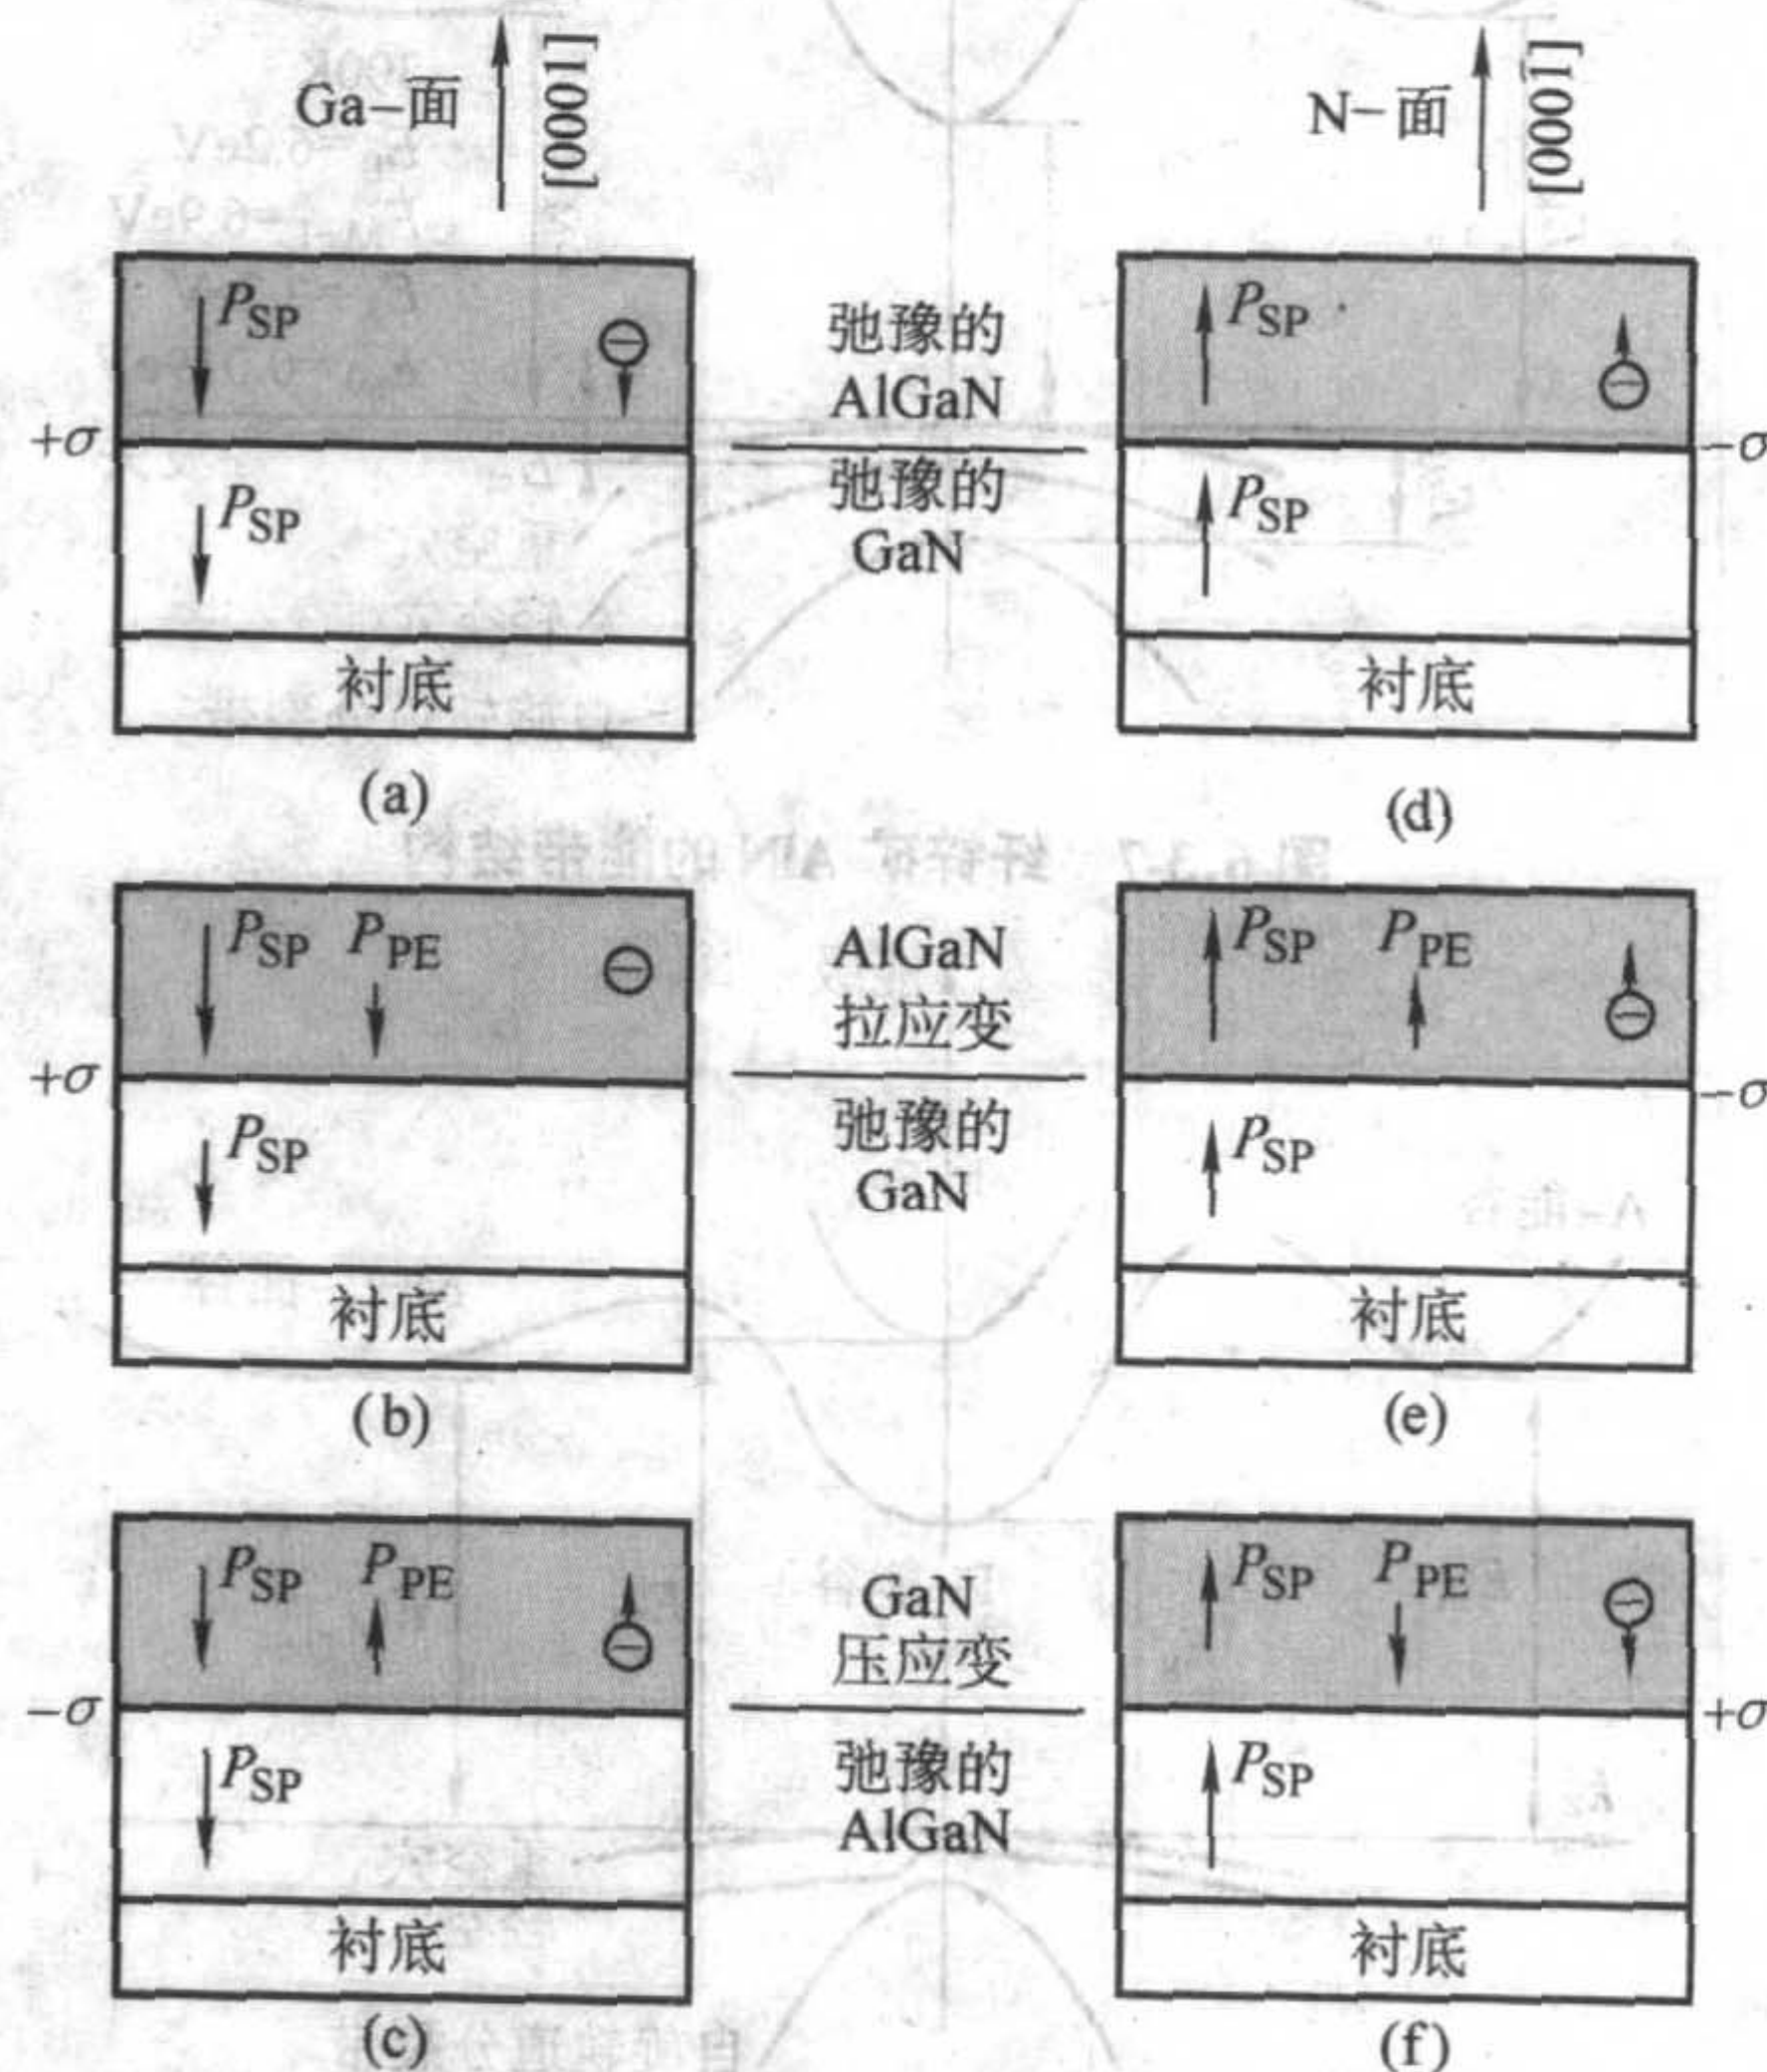 Ga-面
[0001]
N-面
[0001̄]
P_SP
⊖
弛豫的
AlGaN
P_SP
⊖
+σ
-σ
P_SP
弛豫的
GaN
P_SP
衬底
衬底
(a)
(d)
P_SP P_PE
⊖
AlGaN
拉应变
P_SP P_PE
⊖
+σ
-σ
P_SP
弛豫的
GaN
P_SP
衬底
衬底
(b)
(e)
P_SP P_PE
⊖
GaN
压应变
P_SP P_PE
⊖
-σ
+σ
P_SP
弛豫的
AlGaN
P_SP
衬底
衬底
(c)
(f)